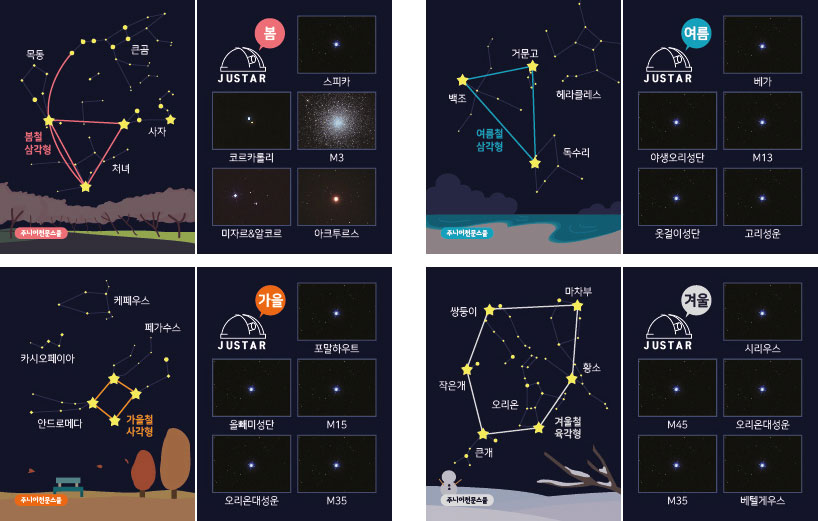 목동
큰곰
봄철
삼각형
사자
처녀
주니어천문스쿨
봄
JUSTAR
스피카
코르카롤리
M3
미자르&알코르
아크투르스
거문고
백조
헤라클레스
여름철
삼각형
독수리
주니어천문스쿨
여름
JUSTAR
베가
야생오리성단
M13
옷걸이성단
고리성운
케페우스
페가수스
카시오페이아
안드로메다
가을철
사각형
주니어천문스쿨
가을
JUSTAR
포말하우트
올빼미성단
M15
오리온대성운
M35
마차부
쌍둥이
황소
작은개
오리온
겨울철
육각형
큰개
주니어천문스쿨
겨울
JUSTAR
시리우스
M45
오리온대성운
M35
베텔게우스